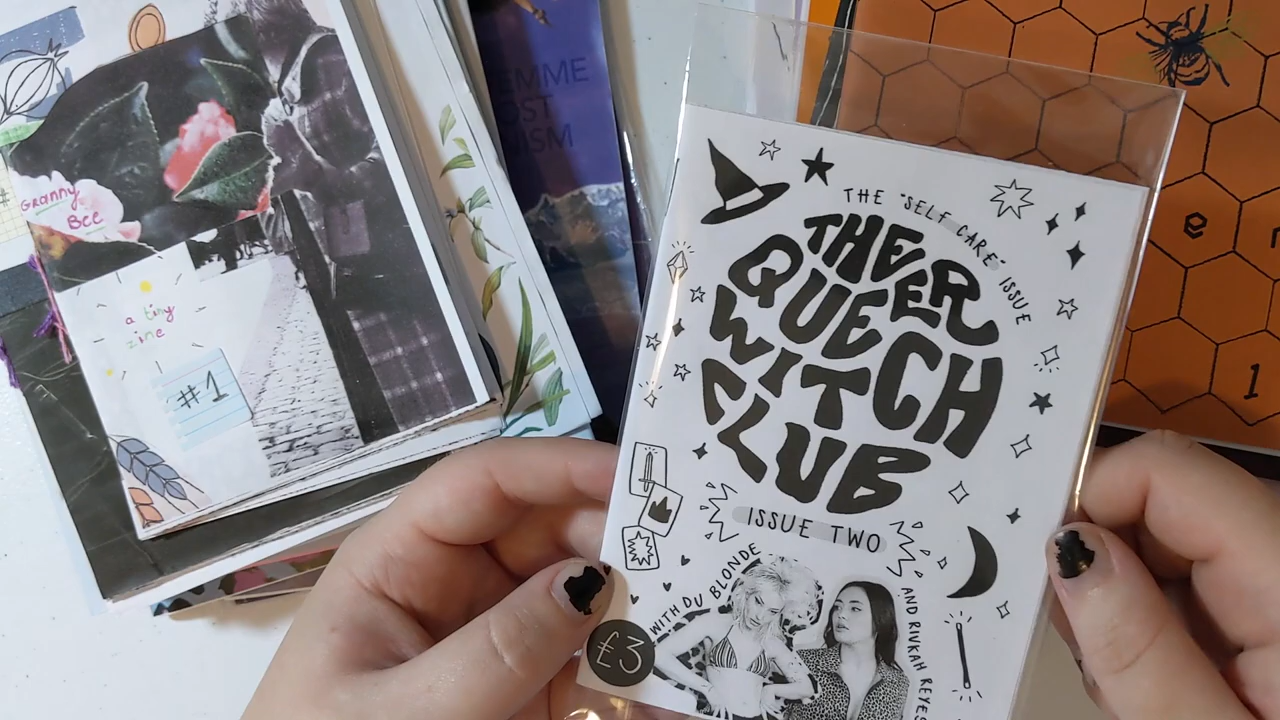 Granny
Bee
a tiny
zine
#1
#
EMME
OST
ISM
THE "SELF CARE" ISSUE
THE
QUEER
WITCH
CLUB
ISSUE TWO
WITH DU BLONDE
AND RIVKAH REYES
£3
e
1